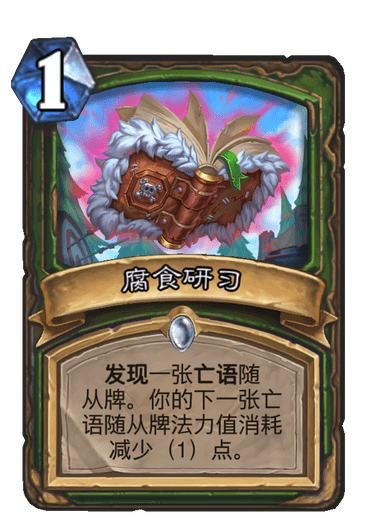 1
腐食研习
发现一张亡语随
从牌。你的下一张亡
语随从牌法力值消耗
减少（1）点。